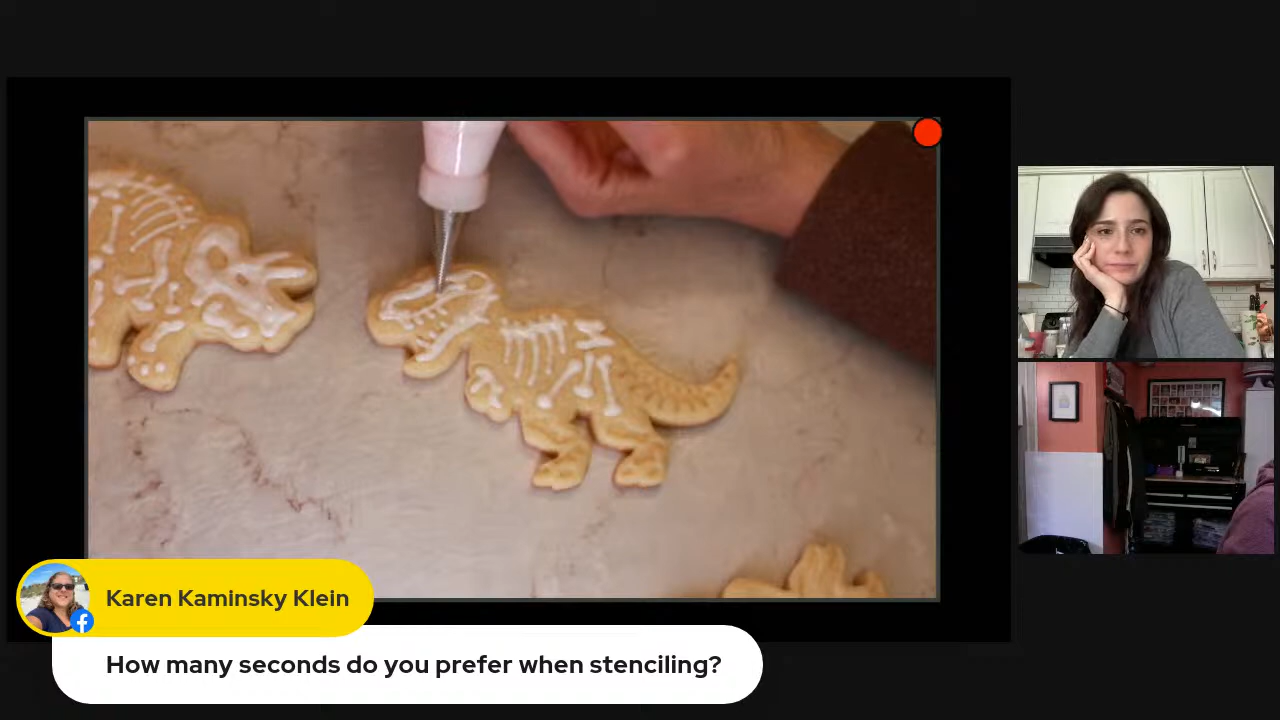 Karen Kaminsky Klein
How many seconds do you prefer when stenciling?